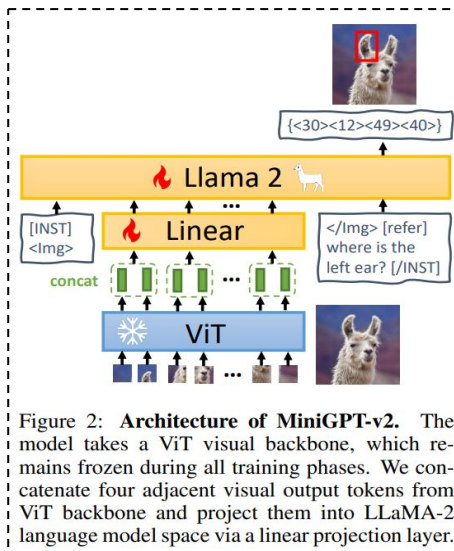 {<30><12><49><40>}
Llama 2
...
[INST]
<Img>
Linear
</Img> [refer]
where is the
left ear? [/INST]
concat
...
ViT
...
Figure 2: Architecture of MiniGPT-v2. The
model takes a ViT visual backbone, which re-
mains frozen during all training phases. We con-
catenate four adjacent visual output tokens from
ViT backbone and project them into LLaMA-2
language model space via a linear projection layer.